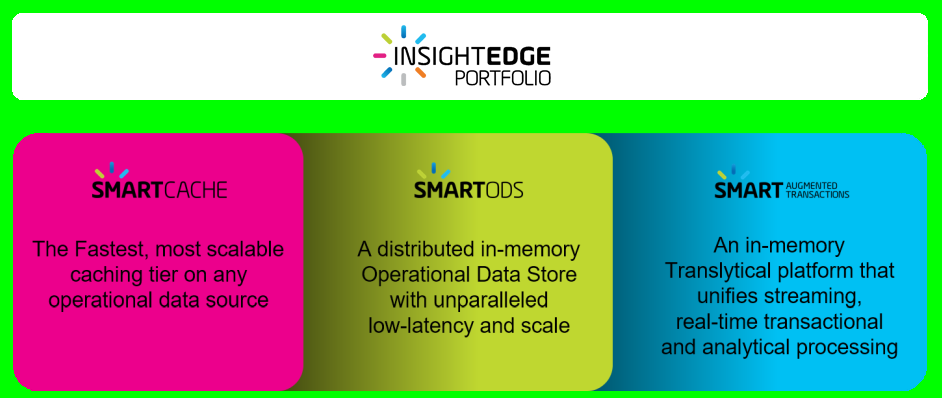 INSIGHTEDGE
PORTFOLIO
SMARTCACHE
The Fastest, most scalable
caching tier on any
operational data source
SMARTODS
A distributed in-memory
Operational Data Store
with unparalleled
low-latency and scale
SMART AUGMENTED
TRANSACTIONS
An in-memory
Translytical platform that
unifies streaming,
real-time transactional
and analytical processing